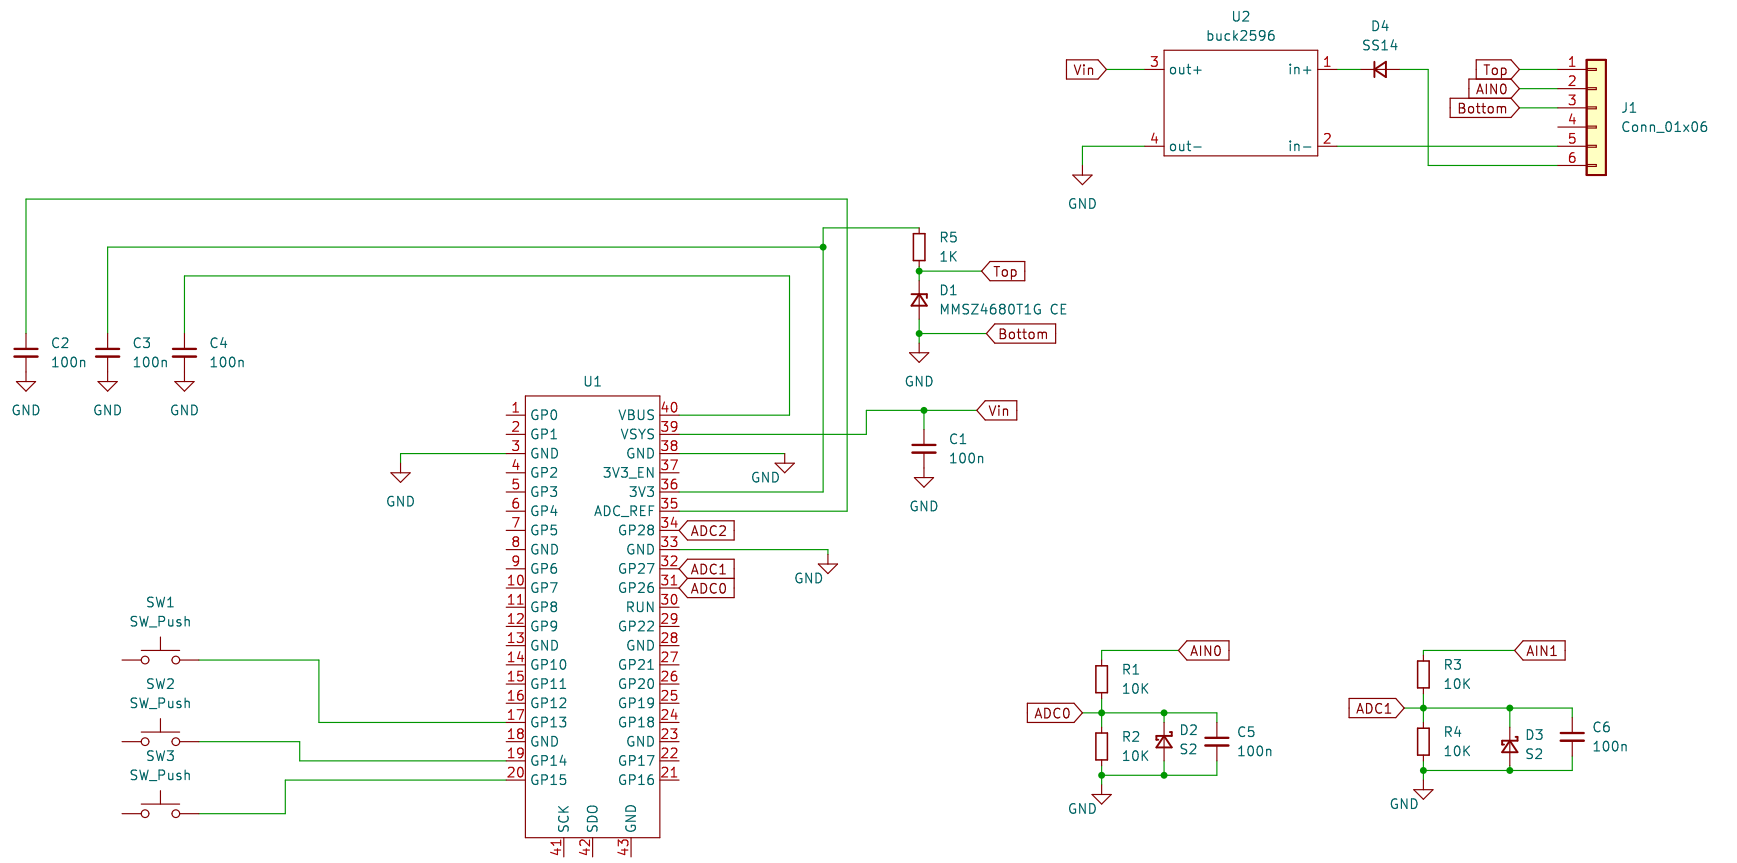 U2
buck2596
Vin
3
out+
in+
1
4
out-
in-
2
GND
D4
SS14
Top
1
AIN0
2
Bottom
3
4
5
6
J1
Conn_01x06
R5
1K
Top
D1
MMSZ4680T1G CE
Bottom
GND
C2
100n
GND
C3
100n
GND
C4
100n
GND
Vin
C1
100n
GND
U1
1 GP0
2 GP1
3 GND
4 GP2
5 GP3
6 GP4
7 GP5
8 GND
9 GP6
10 GP7
11 GP8
12 GP9
13 GND
14 GP10
15 GP11
16 GP12
17 GP13
18 GND
19 GP14
20 GP15
VBUS 40
VSYS 39
GND 38
3V3_EN 37
3V3 36
ADC_REF 35
GP28 34
GND 33
GP27 32
GP26 31
RUN 30
GP22 29
GND 28
GP21 27
GP20 26
GP19 25
GP18 24
GND 23
GP17 22
GP16 21
SCK 41
SDO 42
GND 43
GND
GND
ADC2
GND
ADC1
ADC0
SW1
SW_Push
SW2
SW_Push
SW3
SW_Push
AIN0
R1
10K
ADC0
R2
10K
D2
S2
C5
100n
GND
AIN1
R3
10K
ADC1
R4
10K
D3
S2
C6
100n
GND